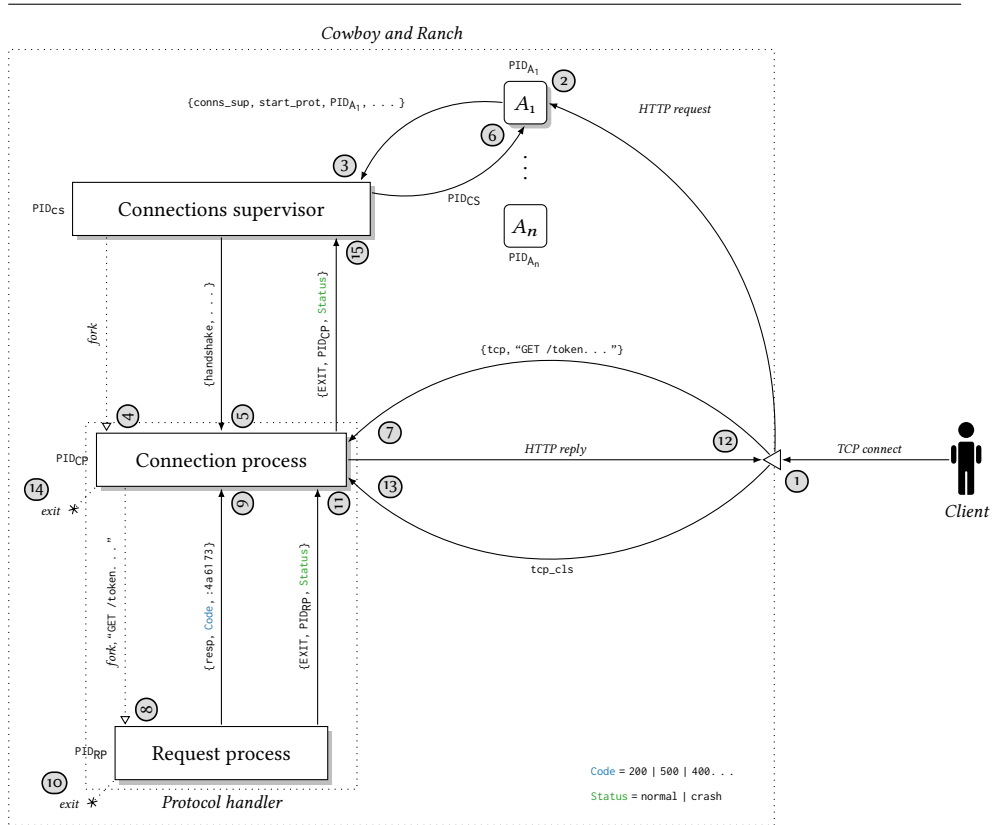 Cowboy and Ranch
PIDA1
2
A1
{conns_sup, start_prot, PIDA1, . . . }
HTTP request
6
⋮
3
PIDCS
Connections supervisor
PIDCS
An
PIDAn
15
fork
{handshake, . . . }
{EXIT, PIDCP, Status}
{tcp, “GET /token. . . ”}
4
5
7
12
PIDCP
Connection process
HTTP reply
TCP connect
1
Client
14
exit
9
11
13
tcp_cls
fork, “GET /token. . .”
{resp, Code, :4a6173}
{EXIT, PIDRP, Status}
8
PIDRP
Request process
10
exit
Protocol handler
Code = 200 | 500 | 400. . .
Status = normal | crash